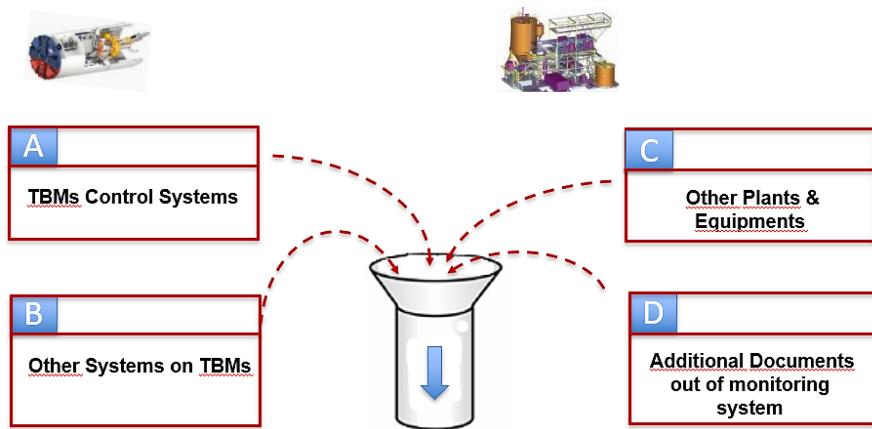 A
TBMs Control Systems
B
Other Systems on TBMs
C
Other Plants &
Equipments
D
Additional Documents
out of monitoring
system